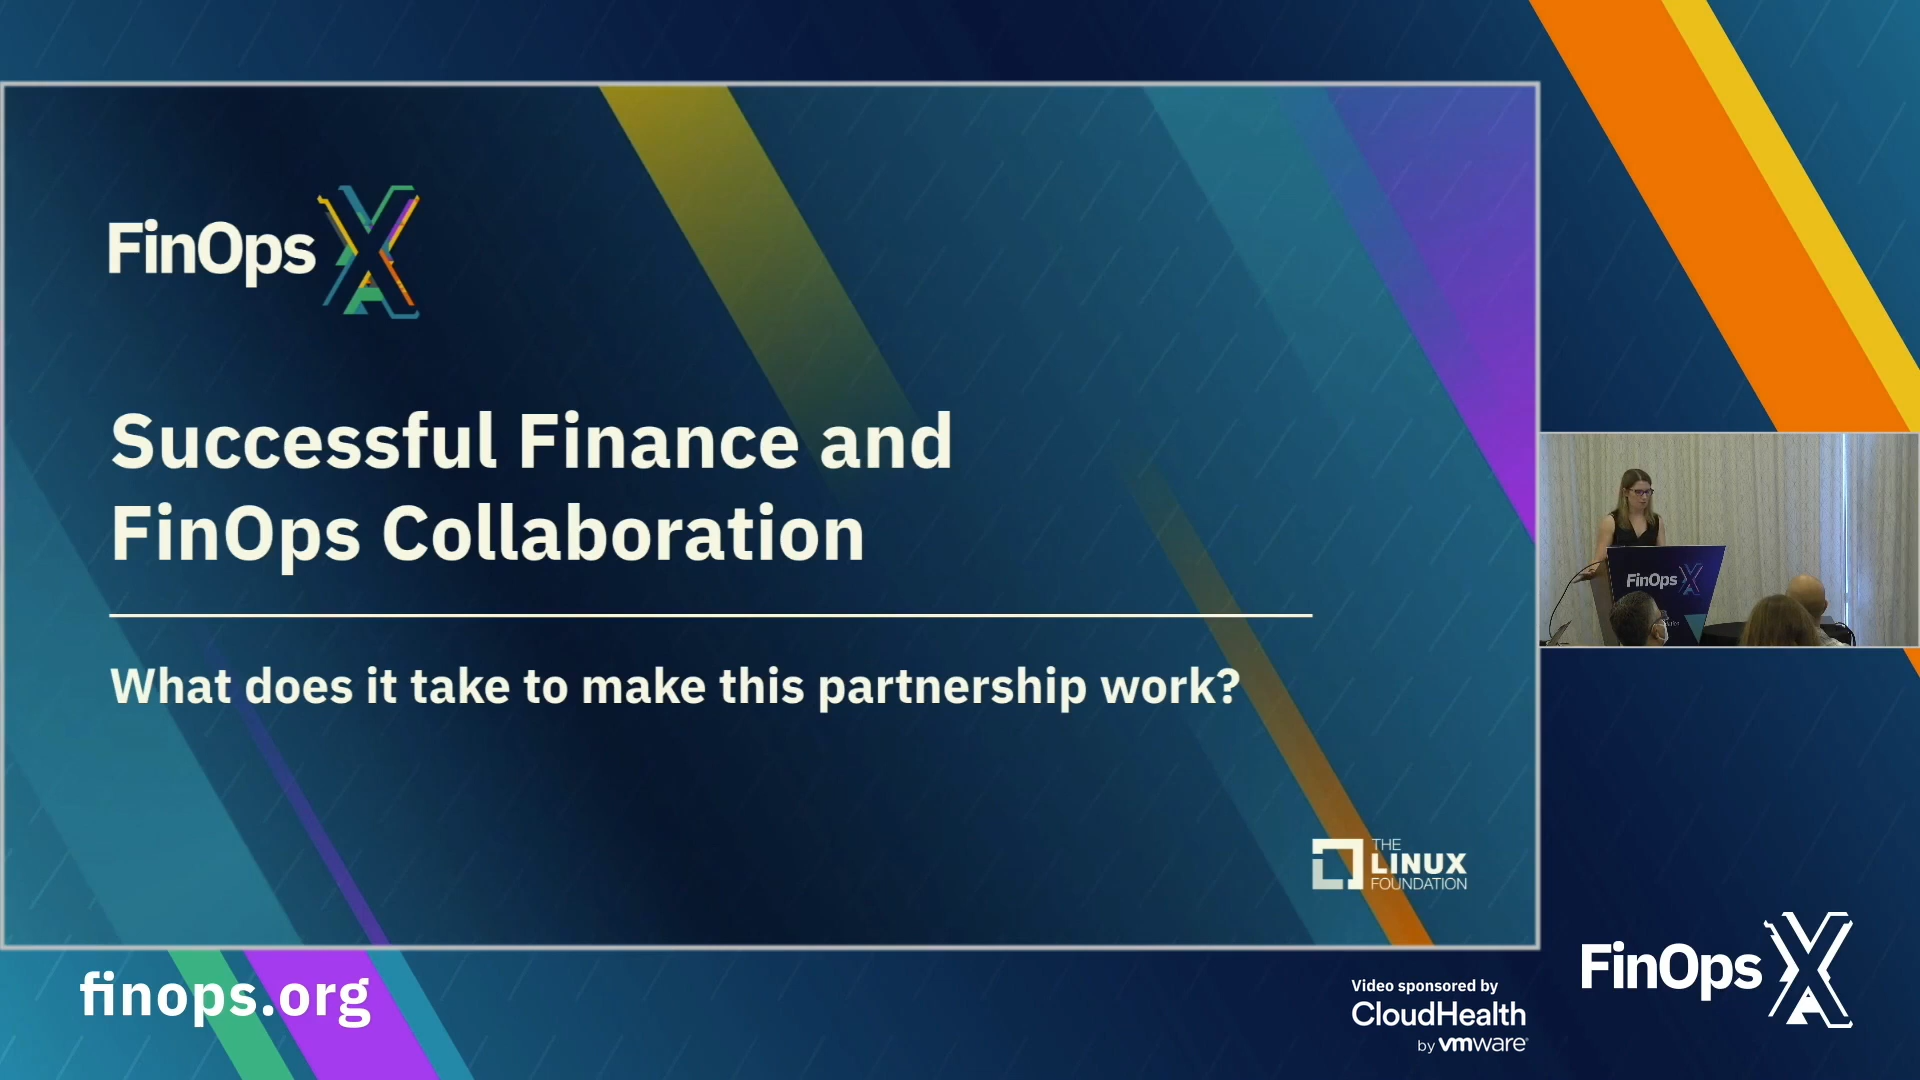 FinOps X
Successful Finance and
FinOps Collaboration
What does it take to make this partnership work?
THE
LINUX
FOUNDATION
FinOps X
finops.org
Video sponsored by
CloudHealth
by vmware
FinOps X